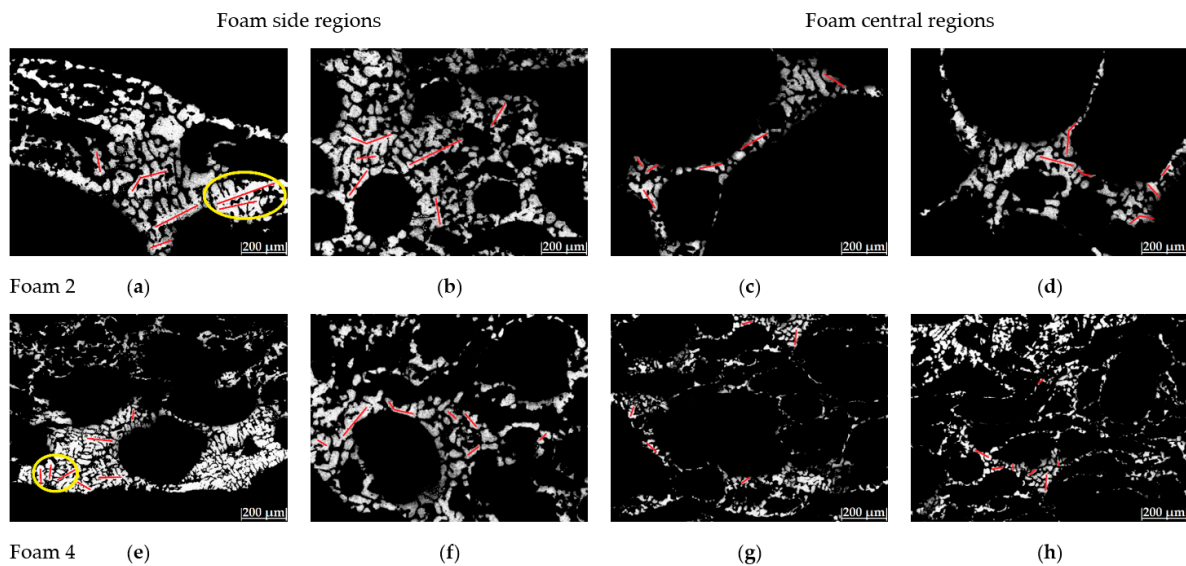 Foam side regions Foam central regions
200 μm 200 μm 200 μm 200 μm
Foam 2 (a) (b) (c) (d)
200 μm 200 μm 200 μm 200 μm
Foam 4 (e) (f) (g) (h)